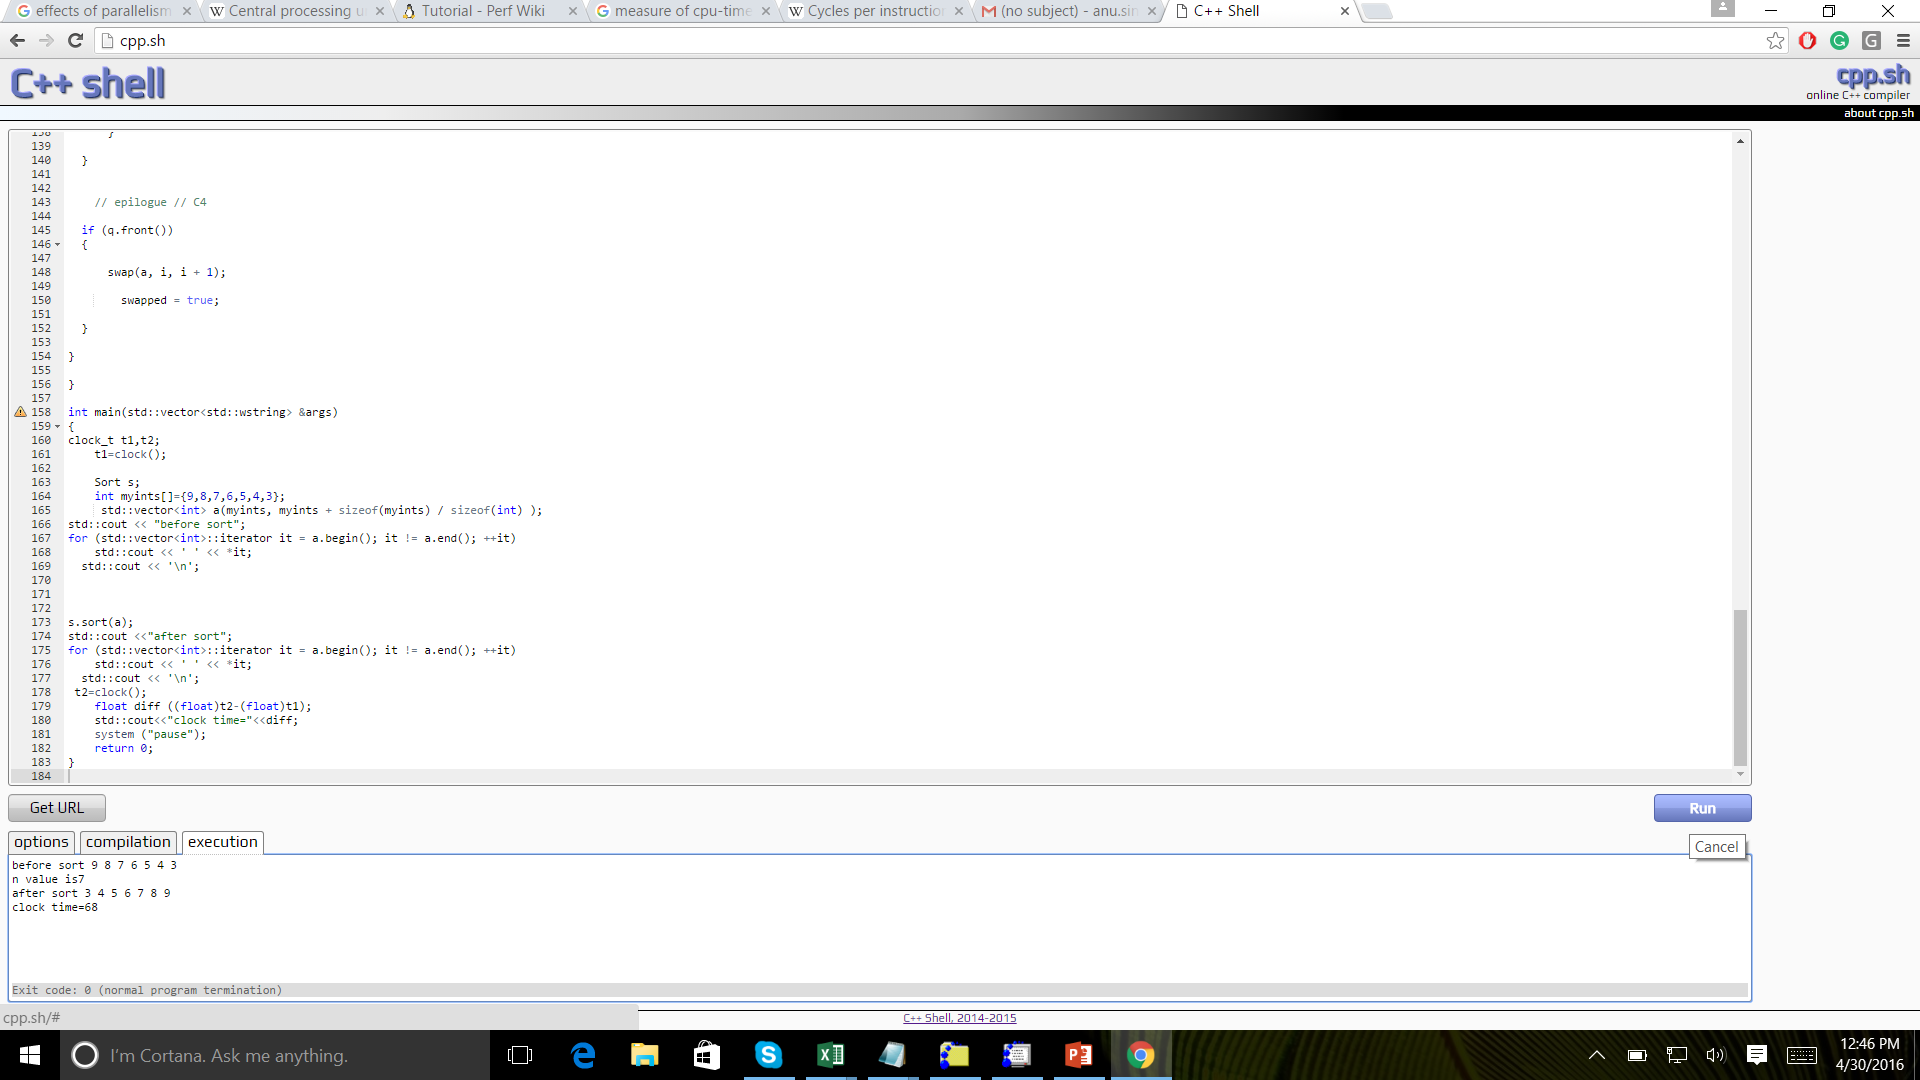 effects of parallelism
Central processing u
Tutorial - Perf Wiki
measure of cpu-time
Cycles per instruction
(no subject) - anu.sin
C++ Shell
cpp.sh
C++ shell
cpp.sh
online C++ compiler
about cpp.sh
138 }
139
140 }
141
142
143 // epilogue // C4
144
145 if (q.front())
146 {
147
148 swap(a, i, i + 1);
149
150 swapped = true;
151
152 }
153
154 }
155
156 }
157
158 int main(std::vector<std::wstring> &args)
159 {
160 clock_t t1,t2;
161 t1=clock();
162
163 Sort s;
164 int myints[]={9,8,7,6,5,4,3};
165 std::vector<int> a(myints, myints + sizeof(myints) / sizeof(int) );
166 std::cout << "before sort";
167 for (std::vector<int>::iterator it = a.begin(); it != a.end(); ++it)
168 std::cout << ' ' << *it;
169 std::cout << '\n';
170
171
172
173 s.sort(a);
174 std::cout <<"after sort";
175 for (std::vector<int>::iterator it = a.begin(); it != a.end(); ++it)
176 std::cout << ' ' << *it;
177 std::cout << '\n';
178 t2=clock();
179 float diff ((float)t2-(float)t1);
180 std::cout<<"clock time="<<diff;
181 system ("pause");
182 return 0;
183 }
184
Get URL
Run
options compilation execution
Cancel
before sort 9 8 7 6 5 4 3
n value is7
after sort 3 4 5 6 7 8 9
clock time=68
Exit code: 0 (normal program termination)
cpp.sh/#
C++ Shell, 2014-2015
I'm Cortana. Ask me anything.
12:46 PM
4/30/2016